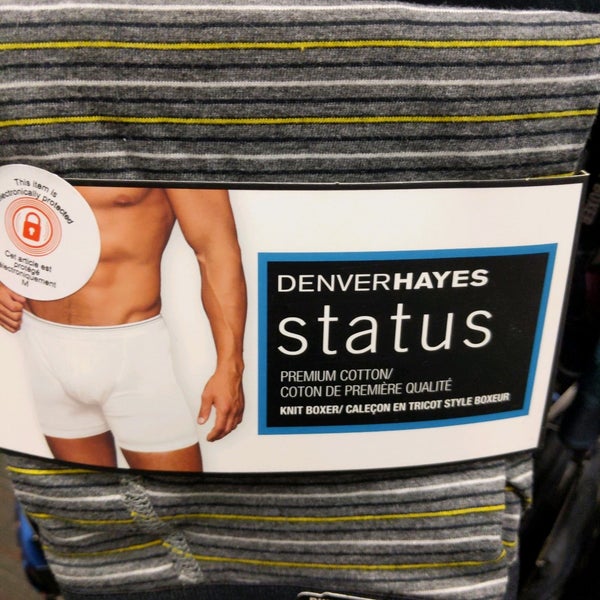 This item is
electronically protected
Cet article est
protégé
électroniquement
M
DENVERHAYES
status
PREMIUM COTTON/
COTON DE PREMIÈRE QUALITÉ
KNIT BOXER/ CALEÇON EN TRICOT STYLE BOXEUR